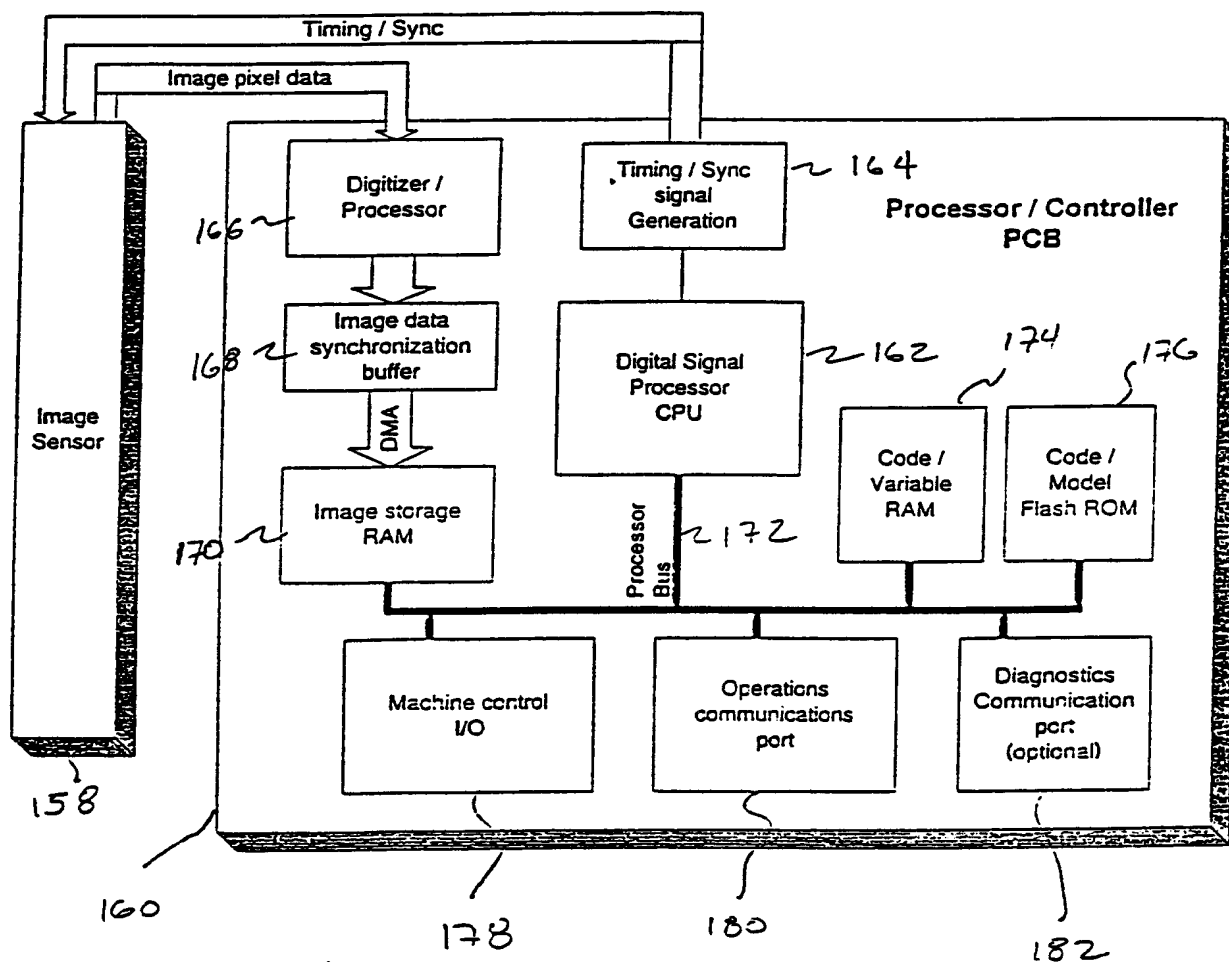 Timing / Sync
Image pixel data
Digitizer /
Processor
166
Timing / Sync
signal
Generation
164
Processor / Controller
PCB
Image data
synchronization
buffer
168
Digital Signal
Processor
CPU
162
174
176
Image
Sensor
DMA
Code /
Variable
RAM
Code /
Model
Flash ROM
Image storage
RAM
170
Processor
Bus
172
Machine control
I/O
Operations
communications
port
Diagnostics
Communication
port
(optional)
158
160
178
180
182